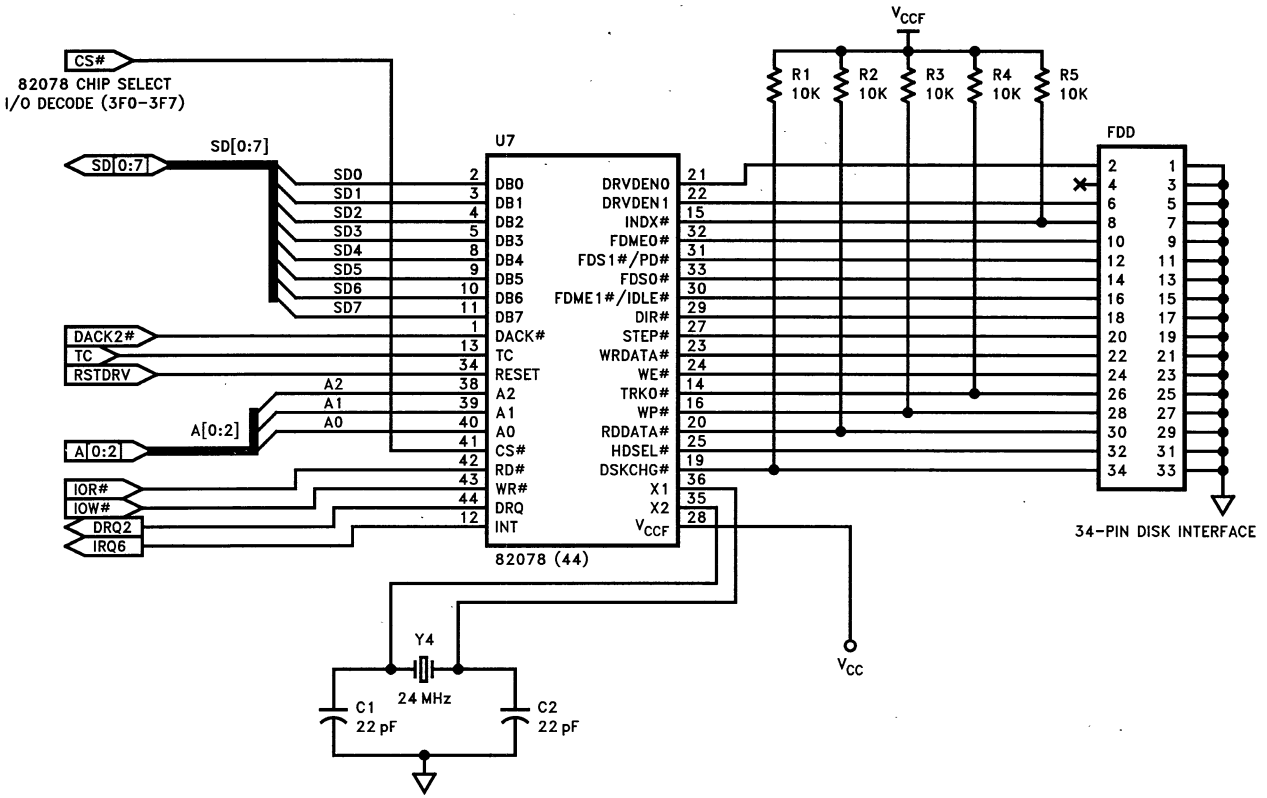 V_CCF
CS#
82078 CHIP SELECT
I/O DECODE (3F0-3F7)
R1
10K
R2
10K
R3
10K
R4
10K
R5
10K
FDD
U7
SD[0:7]
SD[0:7]
SD0 2 DB0
SD1 3 DB1
SD2 4 DB2
SD3 5 DB3
SD4 8 DB4
SD5 9 DB5
SD6 10 DB6
SD7 11 DB7
DACK2# 1 DACK#
TC 13 TC
RSTDRV 34 RESET
A2 38 A2
A1 39 A1
A[0:2] A0 40 A0
A[0:2] 41 CS#
42 RD#
IOR# 43 WR#
IOW# 44 DRQ
DRQ2 12 INT
IRQ6
DRVDEN0 21
DRVDEN1 22
INDX# 15
FDME0# 32
FDS1#/PD# 31
FDS0# 33
FDME1#/IDLE# 30
DIR# 29
STEP# 27
WRDATA# 23
WE# 24
TRK0# 14
WP# 16
RDDATA# 20
HDSEL# 25
DSKCHG# 19
X1 36
X2 35
V_CCF 28
82078 (44)
2 1
4 3
6 5
8 7
10 9
12 11
14 13
16 15
18 17
20 19
22 21
24 23
26 25
28 27
30 29
32 31
34 33
34-PIN DISK INTERFACE
Y4
24 MHz
C1
22 pF
C2
22 pF
V_CC